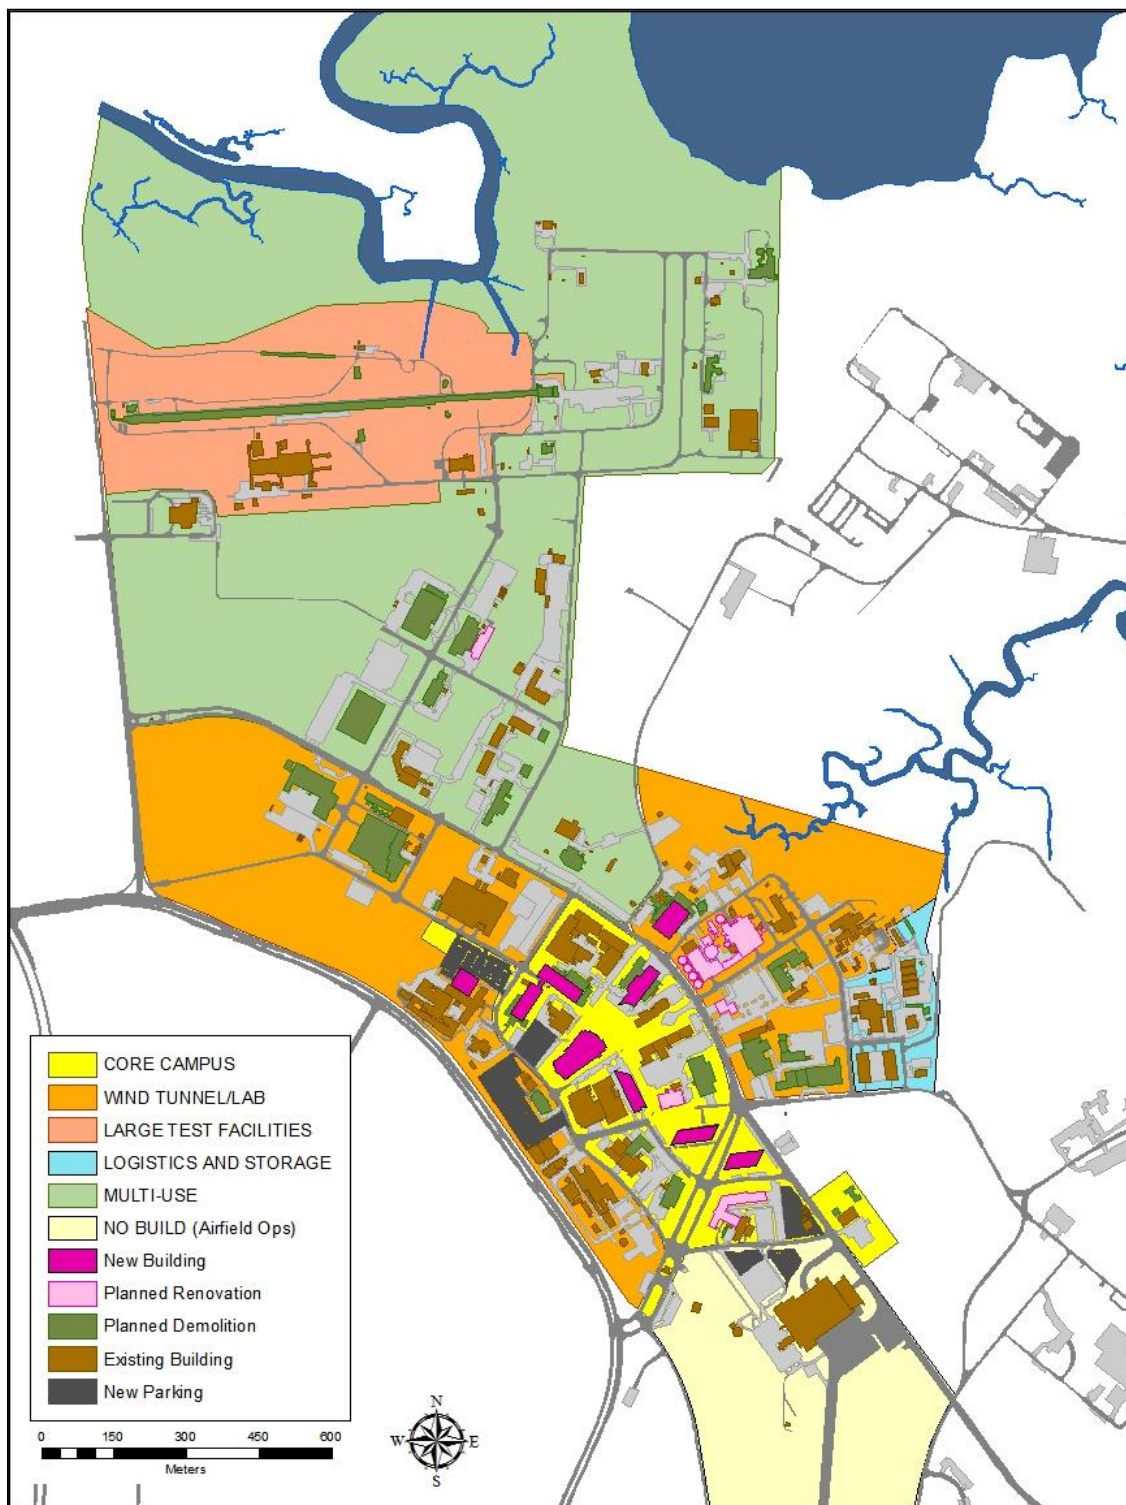 CORE CAMPUS
WIND TUNNEL/LAB
LARGE TEST FACILITIES
LOGISTICS AND STORAGE
MULTI-USE
NO BUILD (Airfield Ops)
New Building
Planned Renovation
Planned Demolition
Existing Building
New Parking
0 150 300 450 600
Meters
N
W E
S